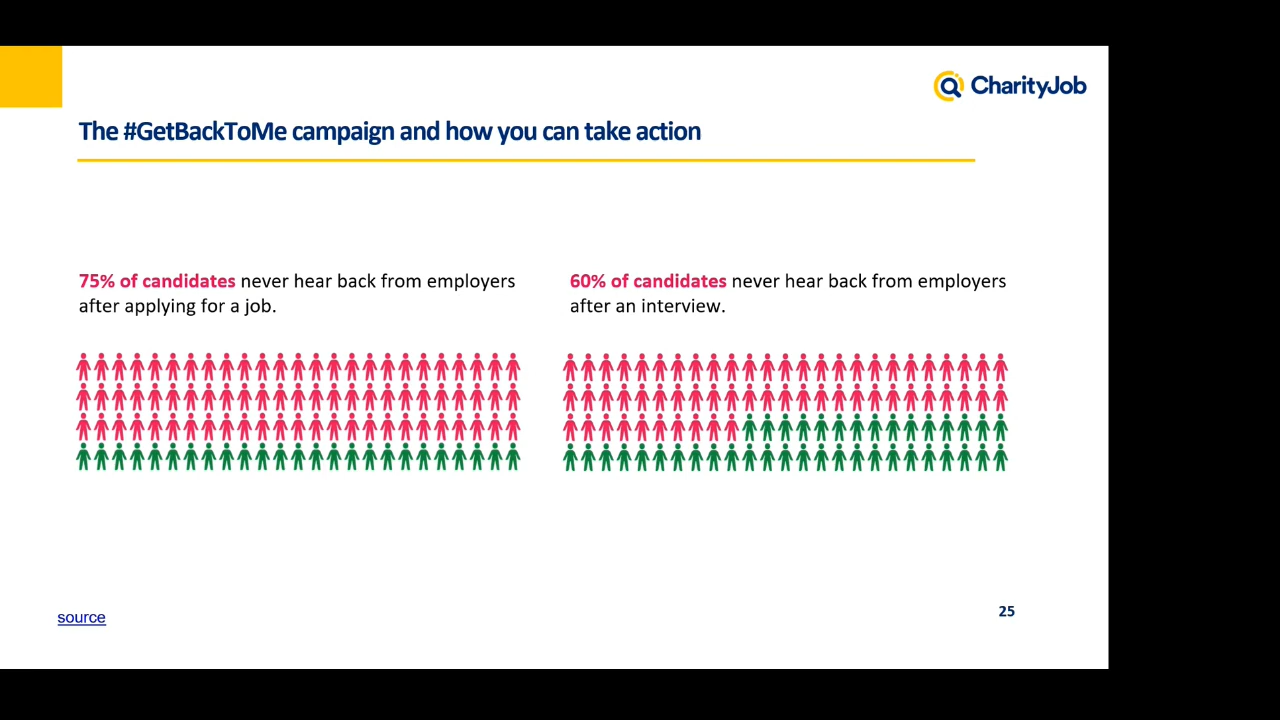 CharityJob
The #GetBackToMe campaign and how you can take action
75% of candidates never hear back from employers
after applying for a job.
60% of candidates never hear back from employers
after an interview.
source
25